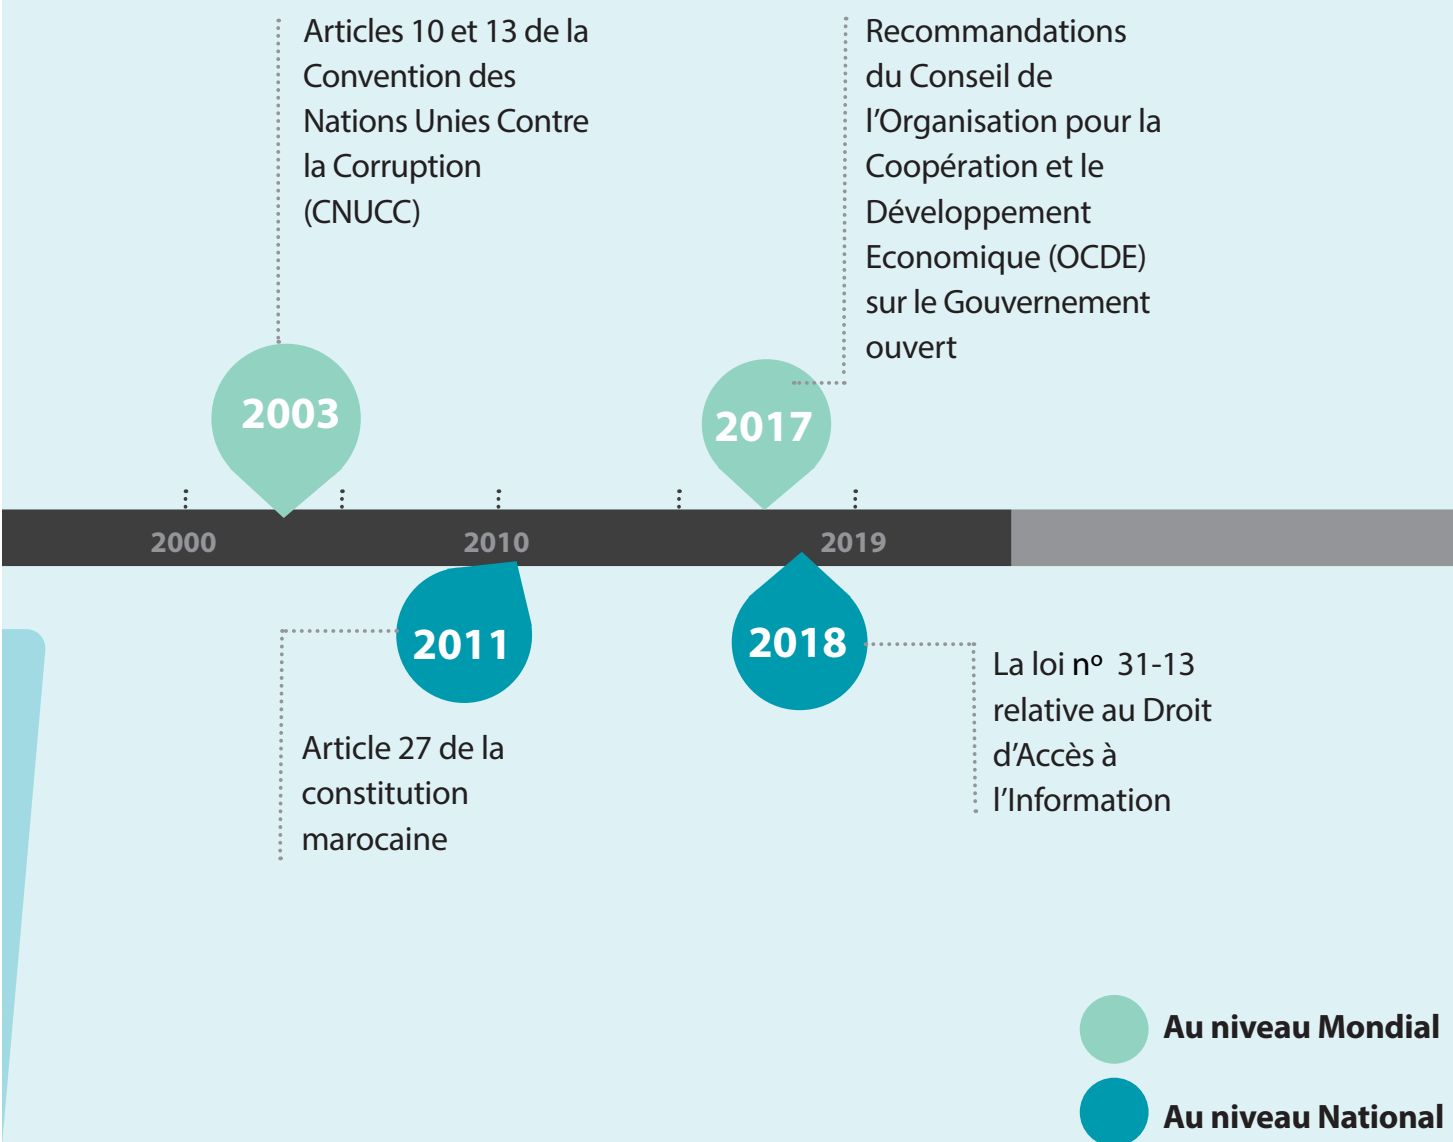 Articles 10 et 13 de la
Convention des
Nations Unies Contre
la Corruption
(CNUCC)
Recommandations
du Conseil de
l'Organisation pour la
Coopération et le
Développement
Economique (OCDE)
sur le Gouvernement
ouvert
2003
2017
2000
2010
2019
2011
2018
Article 27 de la
constitution
marocaine
La loi nº 31-13
relative au Droit
d'Accès à
l'Information
Au niveau Mondial
Au niveau National